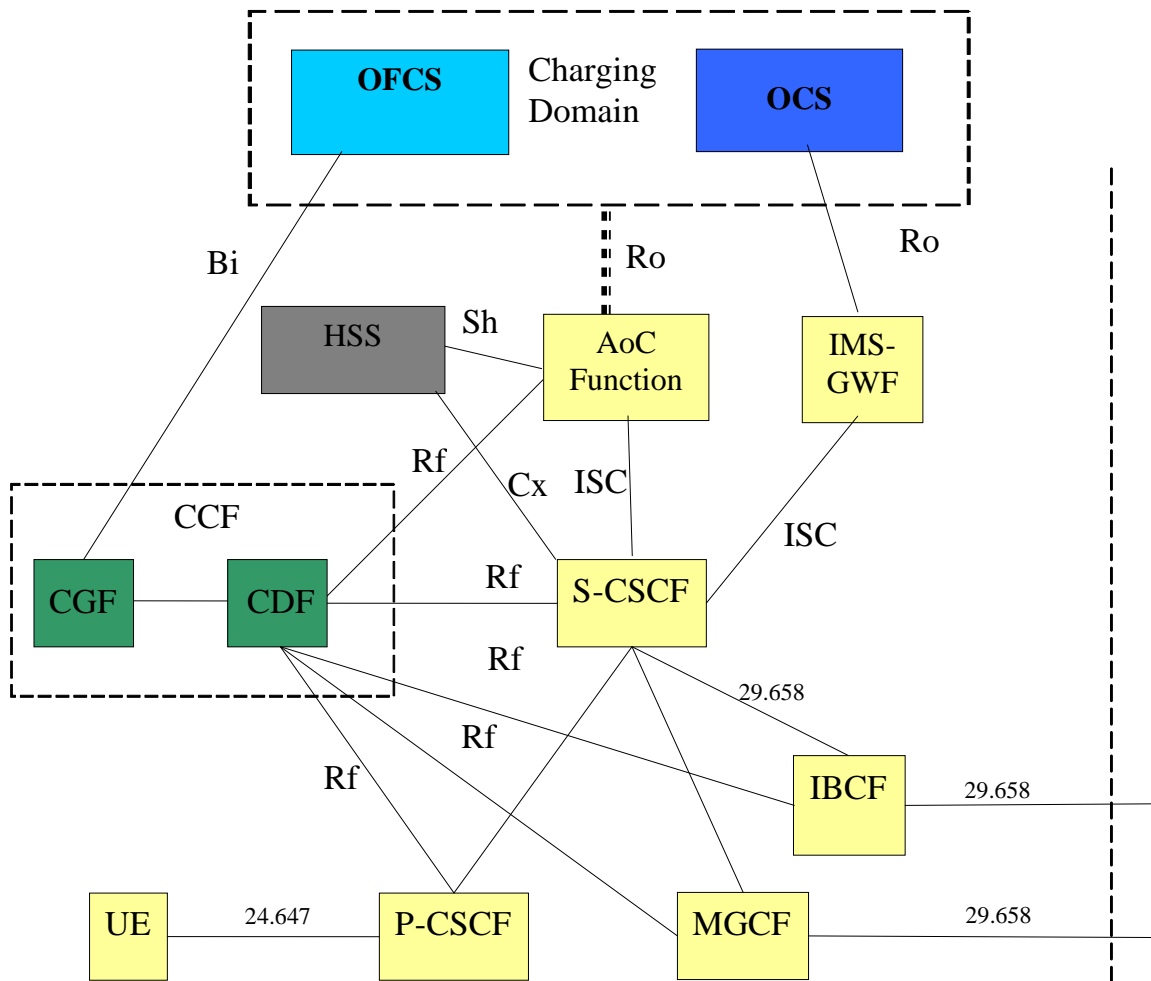 OFCS
Charging
Domain
OCS
Bi
Ro
Ro
HSS
Sh
AoC
Function
IMS-
GWF
Rf
Cx
ISC
ISC
CCF
CGF
CDF
Rf
S-CSCF
Rf
29.658
Rf
Rf
IBCF
29.658
UE
24.647
P-CSCF
MGCF
29.658